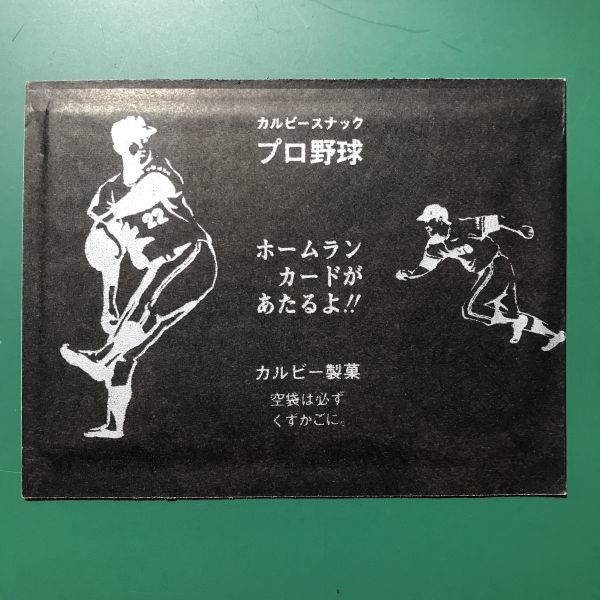 カルビースナック
プロ野球
ホームラン
カードが
あたるよ!!
カルビー製菓
空袋は必ず
くずかごに。
22